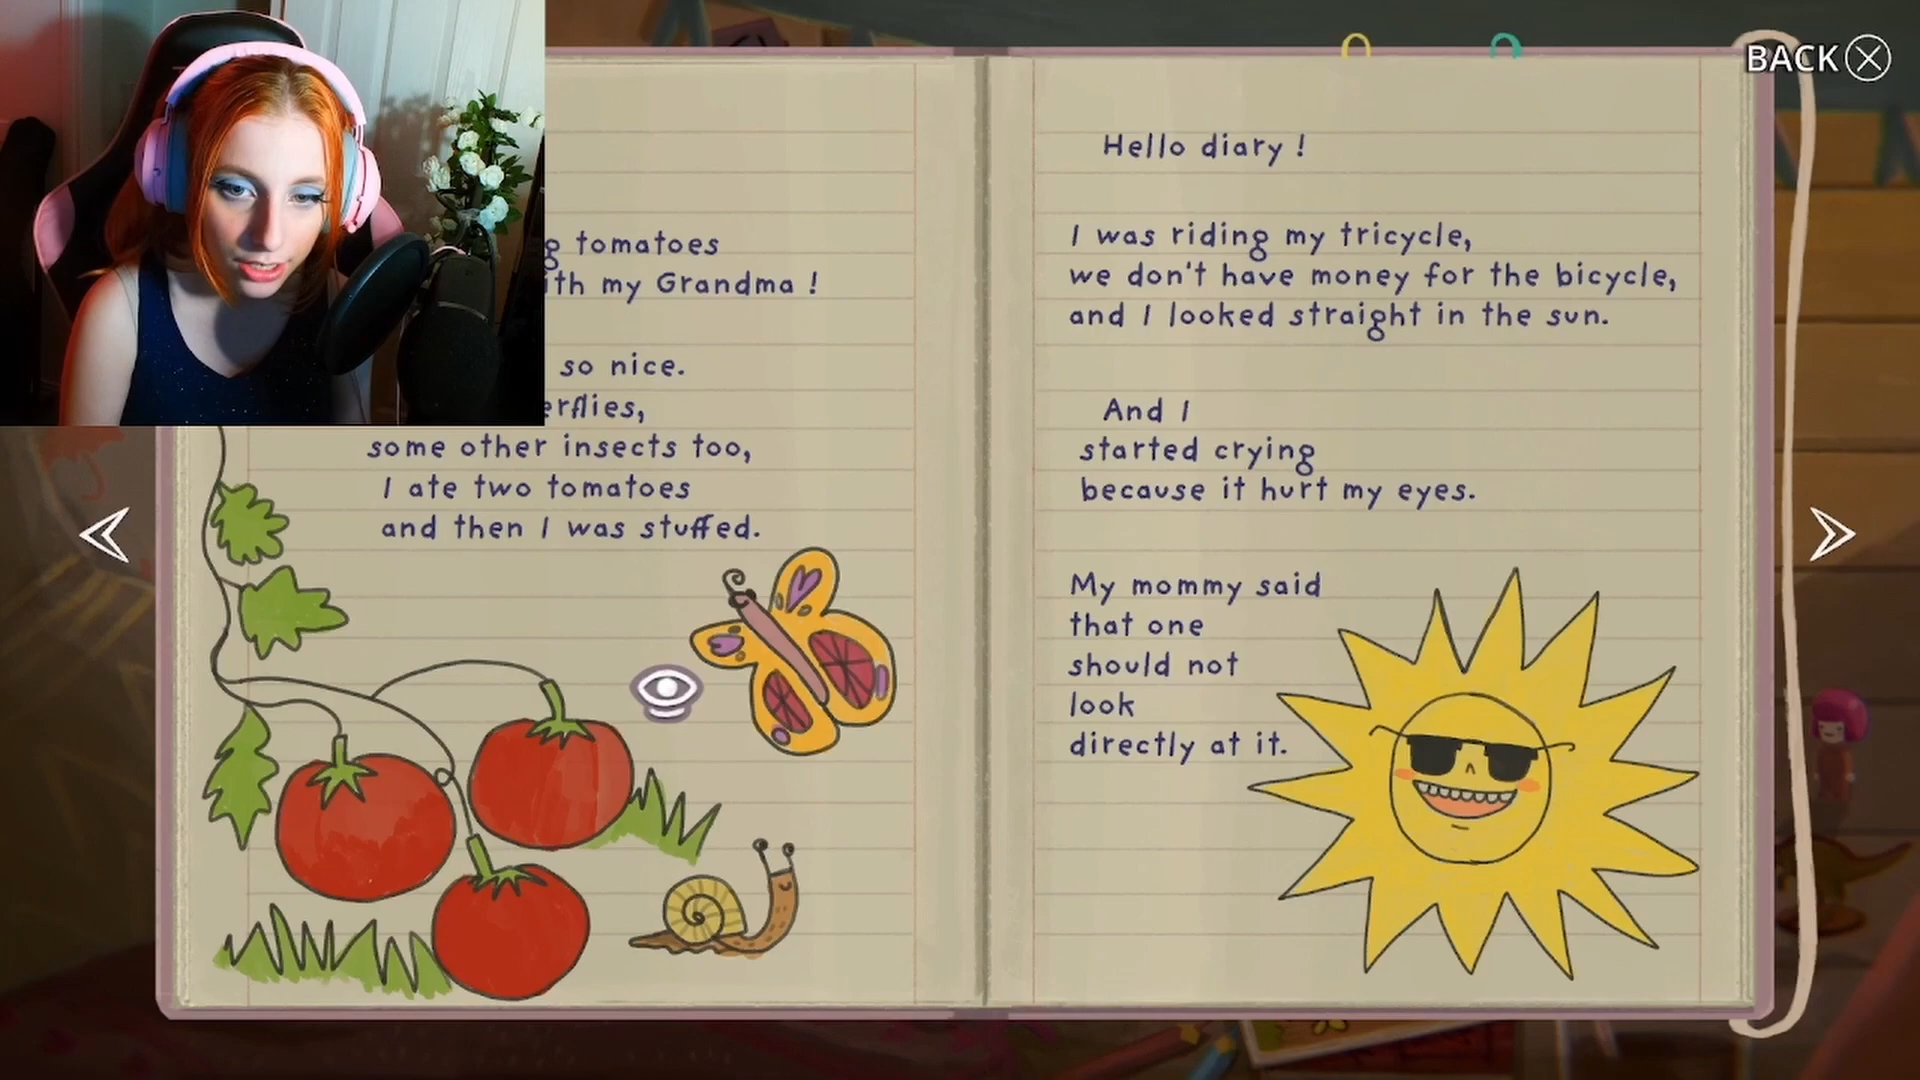 tomatoes
my Grandma !
so nice.
some other insects too,
I ate two tomatoes
and then I was stuffed.
Hello diary !
I was riding my tricycle,
we don't have money for the bicycle,
and I looked straight in the sun.
And I
started crying
because it hurt my eyes.
My mommy said
that one
should not
look
directly at it.
BACK